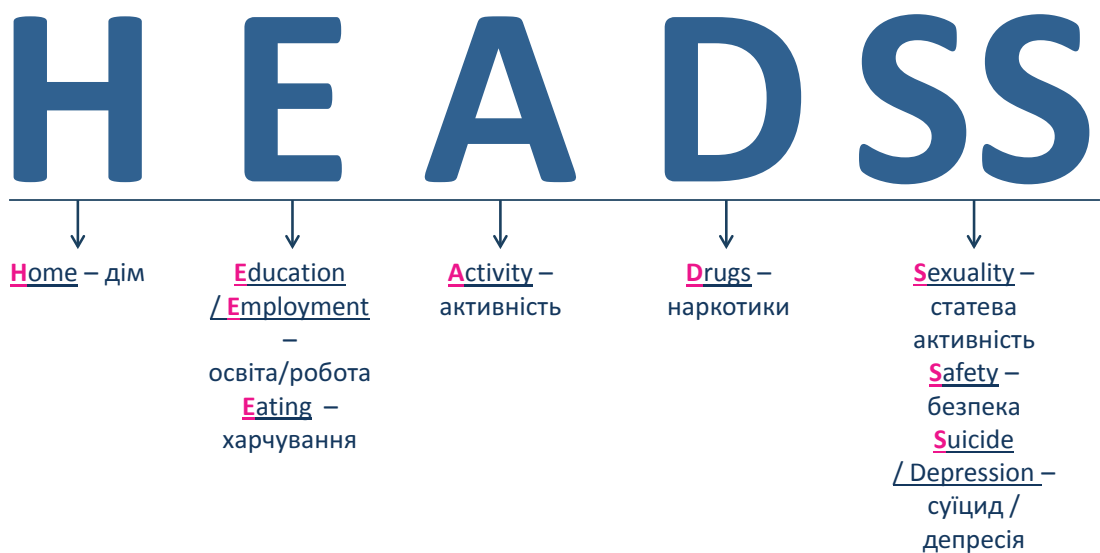 H E A D SS
Home – дім
Education
/ Employment
–
освіта/робота
Eating –
харчування
Activity –
активність
Drugs –
наркотики
Sexuality –
статева
активність
Safety –
безпека
Suicide
/ Depression –
суїцид /
депресія